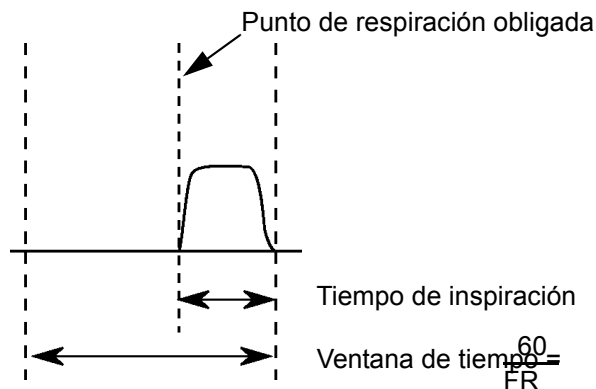 Punto de respiración obligada
Tiempo de inspiración
Ventana de tiempo = 60
FR